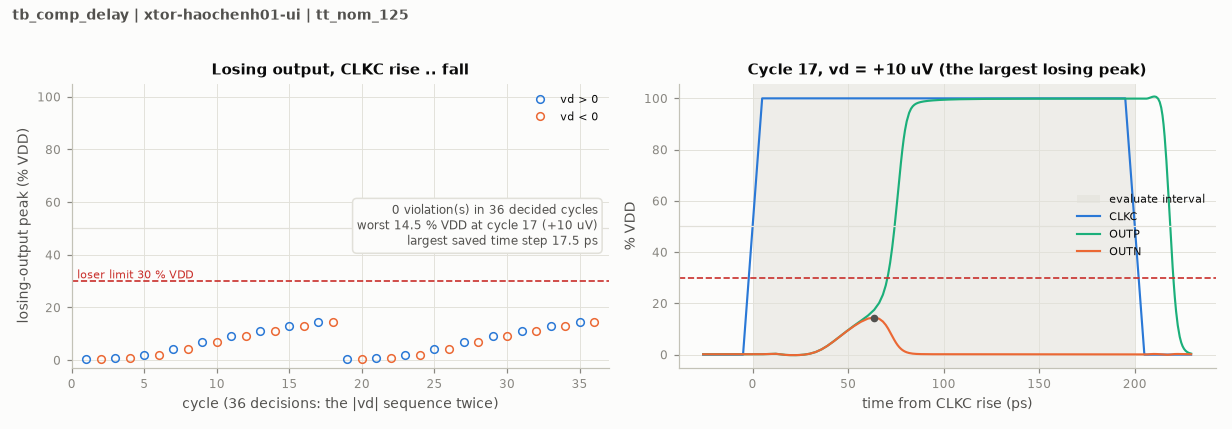 tb_comp_delay | xtor-haochenh01-ui | tt_nom_125
Losing output, CLKC rise .. fall
losing-output peak (% VDD)
100
80
60
40
20
0
vd > 0
vd < 0
0 violation(s) in 36 decided cycles
worst 14.5 % VDD at cycle 17 (+10 uV)
largest saved time step 17.5 ps
loser limit 30 % VDD
0
5
10
15
20
25
30
35
cycle (36 decisions: the |vd| sequence twice)
Cycle 17, vd = +10 uV (the largest losing peak)
% VDD
100
80
60
40
20
0
evaluate interval
CLKC
OUTP
OUTN
0
50
100
150
200
time from CLKC rise (ps)